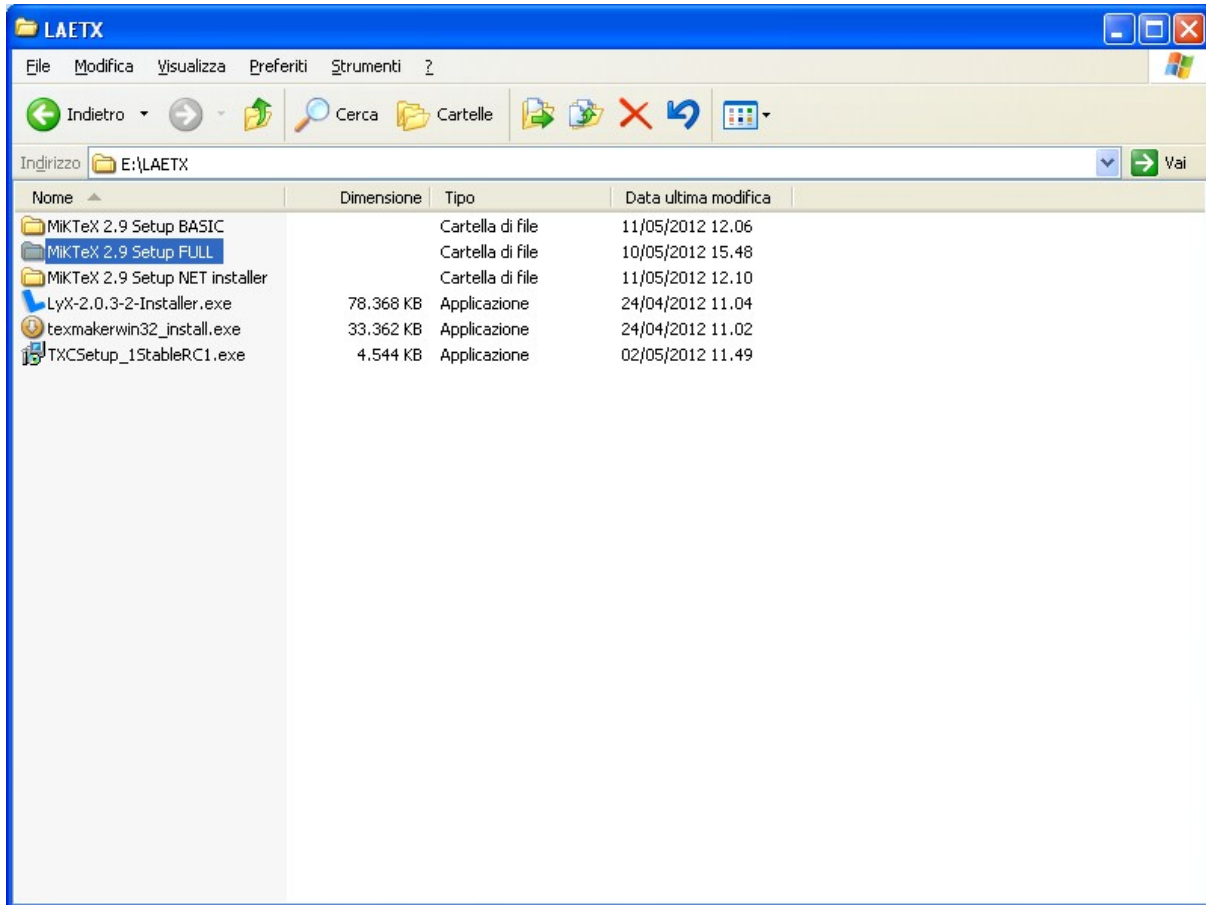 LAETX
File Modifica Visualizza Preferiti Strumenti ?
Indietro Cerca Cartelle
Indirizzo E:\LAETX Vai
Nome Dimensione Tipo Data ultima modifica
MiKTeX 2.9 Setup BASIC Cartella di file 11/05/2012 12.06
MiKTeX 2.9 Setup FULL Cartella di file 10/05/2012 15.48
MiKTeX 2.9 Setup NET installer Cartella di file 11/05/2012 12.10
LyX-2.0.3-2-Installer.exe 78.368 KB Applicazione 24/04/2012 11.04
texmakerwin32_install.exe 33.362 KB Applicazione 24/04/2012 11.02
TXCSetup_1StableRC1.exe 4.544 KB Applicazione 02/05/2012 11.49